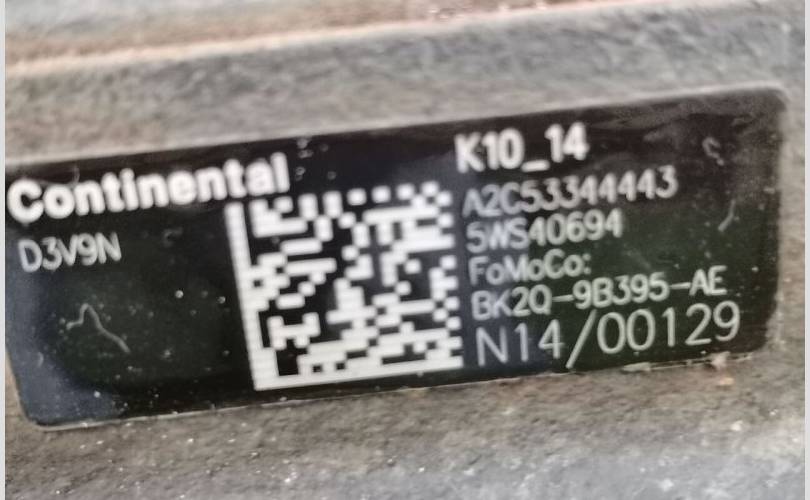 Continental
D3V9N
K10_14
A2C53344443
5WS40694
FoMoCo:
BK2Q-9B395-AE
N14/00129